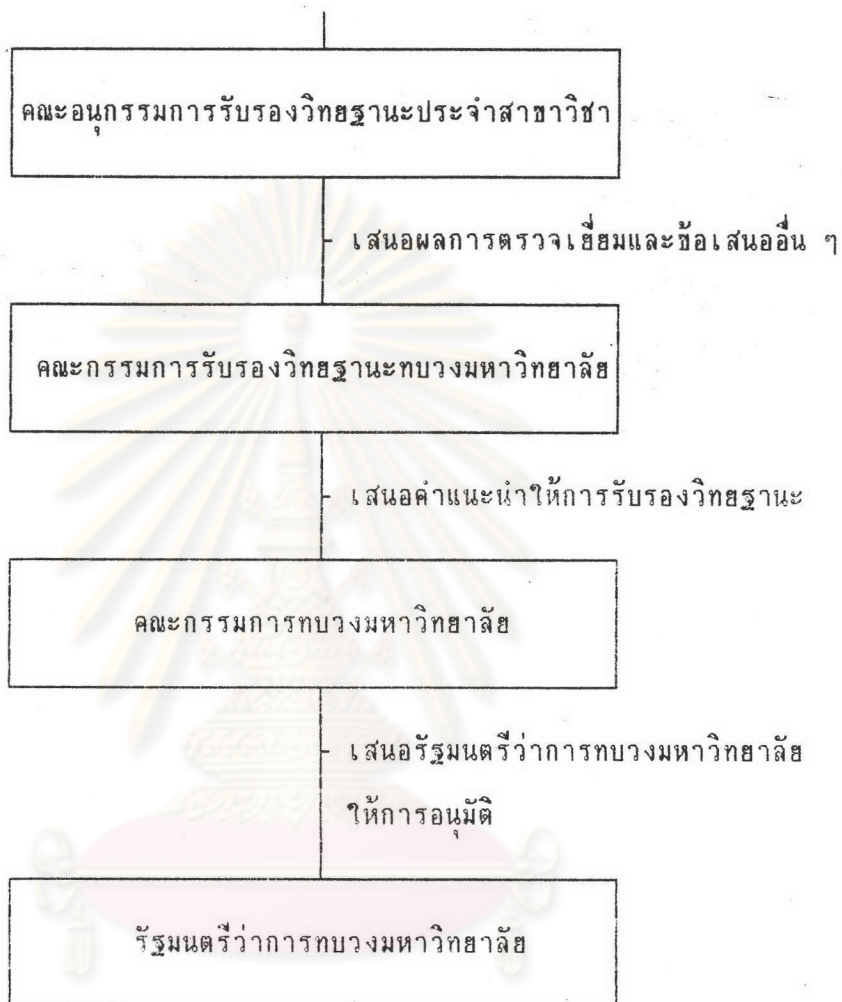 คณะอนุกรรมการรับรองวิทยฐานะประจำสาขาวิชา
เสนอผลการตรวจเยี่ยมและข้อเสนออื่น ๆ
คณะกรรมการรับรองวิทยฐานะทบวงมหาวิทยาลัย
เสนอคำแนะนำให้การรับรองวิทยฐานะ
คณะกรรมการทบวงมหาวิทยาลัย
เสนอรัฐมนตรีว่าการทบวงมหาวิทยาลัย
ให้การอนุมัติ
รัฐมนตรีว่าการทบวงมหาวิทยาลัย